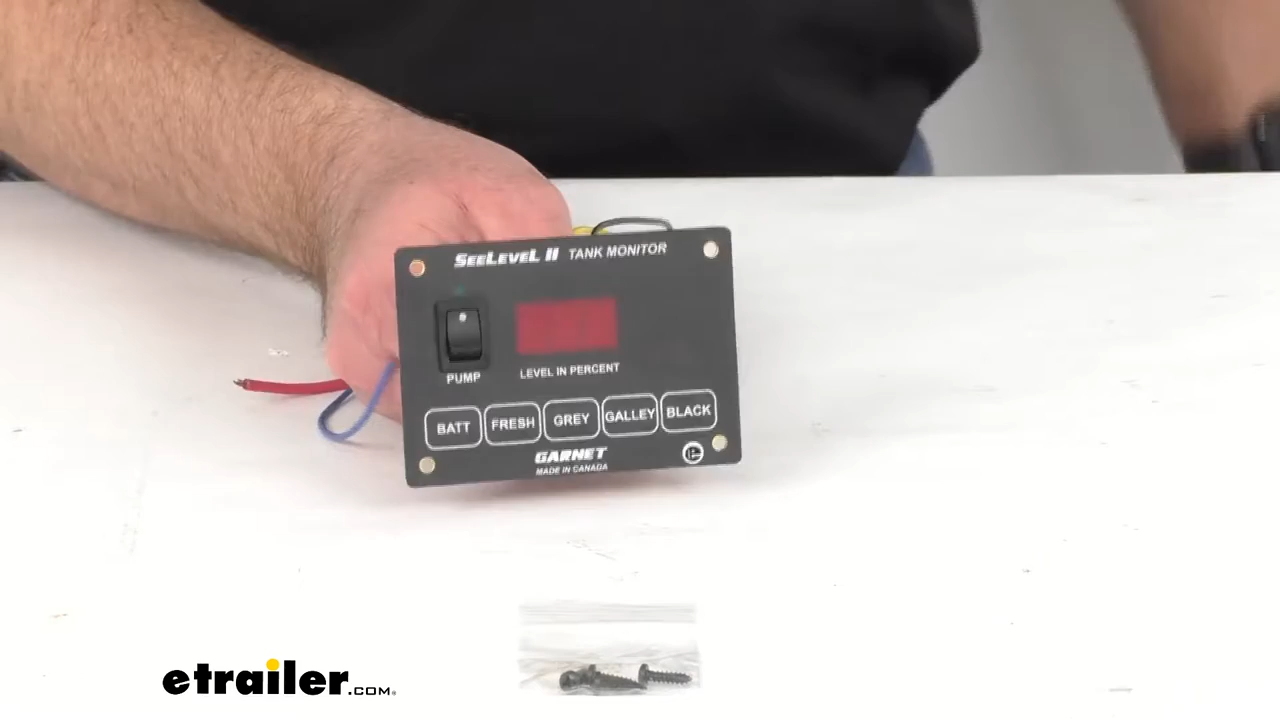 SEELEVEL II TANK MONITOR
PUMP
LEVEL IN PERCENT
BATT
FRESH
GREY
GALLEY
BLACK
GARNET
MADE IN CANADA
etrailer.COM